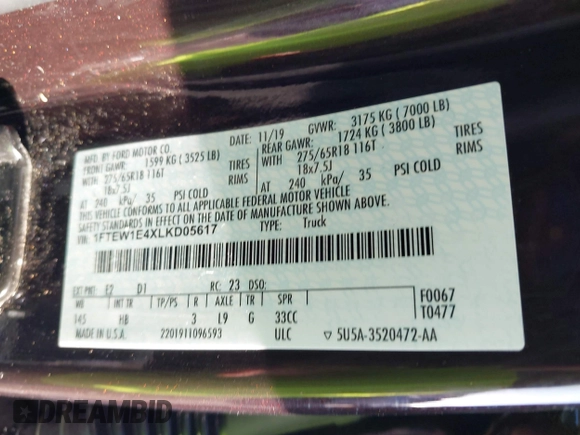 MFD. BY FORD MOTOR CO.
DATE: 11/19 GVWR: 3175 KG ( 7000 LB)
FRONT GAWR: 1599 KG ( 3525 LB) REAR GAWR: 1724 KG ( 3800 LB)
WITH 275/65R18 116T TIRES WITH 275/65R18 116T TIRES
18x7.5J RIMS 18x7.5J RIMS
AT 240 kPa/ 35 PSI COLD AT 240 kPa/ 35 PSI COLD
THIS VEHICLE CONFORMS TO ALL APPLICABLE FEDERAL MOTOR VEHICLE
SAFETY STANDARDS IN EFFECT ON THE DATE OF MANUFACTURE SHOWN ABOVE.
VIN: 1FTEW1E4XLKD05617 TYPE: Truck
EXT PNT: E2 D1 RC: 23 DSO:
WB INT TR TP/PS R AXLE TR SPR F0067
145 HB 3 L9 G 33CC T0477
MADE IN U.S.A. 2201911096593 ULC ▽ 5U5A-3520472-AA
DREAMBID